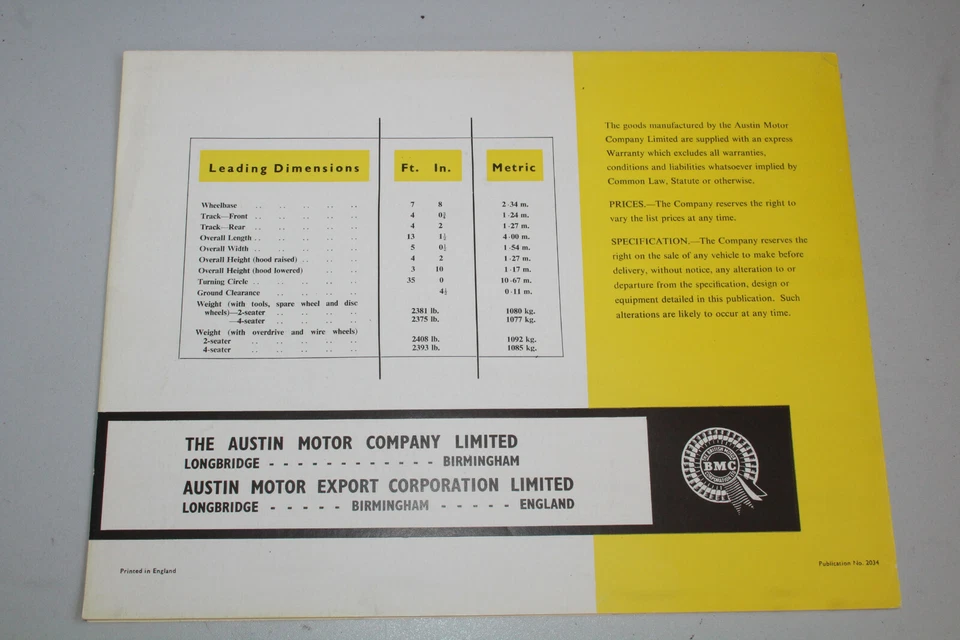 Leading Dimensions Ft. In. Metric
Wheelbase .. .. .. .. .. 7 8 2·34 m.
Track—Front .. .. .. .. .. 4 0¾ 1·24 m.
Track—Rear .. .. .. .. .. 4 2 1·27 m.
Overall Length .. .. .. .. .. 13 1½ 4·00 m.
Overall Width .. .. .. .. .. 5 0½ 1·54 m.
Overall Height (hood raised) .. .. .. 4 2 1·27 m.
Overall Height (hood lowered) .. .. 3 10 1·17 m.
Turning Circle .. .. .. .. .. 35 0 10·67 m.
Ground Clearance .. .. .. .. 4½ 0·11 m.
Weight (with tools, spare wheel and disc
wheels)—2-seater .. .. .. .. 2381 lb. 1080 kg.
—4-seater .. .. .. .. 2375 lb. 1077 kg.
Weight (with overdrive and wire wheels)
2-seater .. .. .. .. .. 2408 lb. 1092 kg.
4-seater .. .. .. .. .. 2393 lb. 1085 kg.
The goods manufactured by the Austin Motor
Company Limited are supplied with an express
Warranty which excludes all warranties,
conditions and liabilities whatsoever implied by
Common Law, Statute or otherwise.
PRICES.—The Company reserves the right to
vary the list prices at any time.
SPECIFICATION.—The Company reserves the
right on the sale of any vehicle to make before
delivery, without notice, any alteration to or
departure from the specification, design or
equipment detailed in this publication. Such
alterations are likely to occur at any time.
THE AUSTIN MOTOR COMPANY LIMITED
LONGBRIDGE - - - - - - - - - - - - BIRMINGHAM
AUSTIN MOTOR EXPORT CORPORATION LIMITED
LONGBRIDGE - - - - - BIRMINGHAM - - - - - ENGLAND
THE BRITISH MOTOR
BMC
CORPORATION LTD
Printed in England
Publication No. 2034